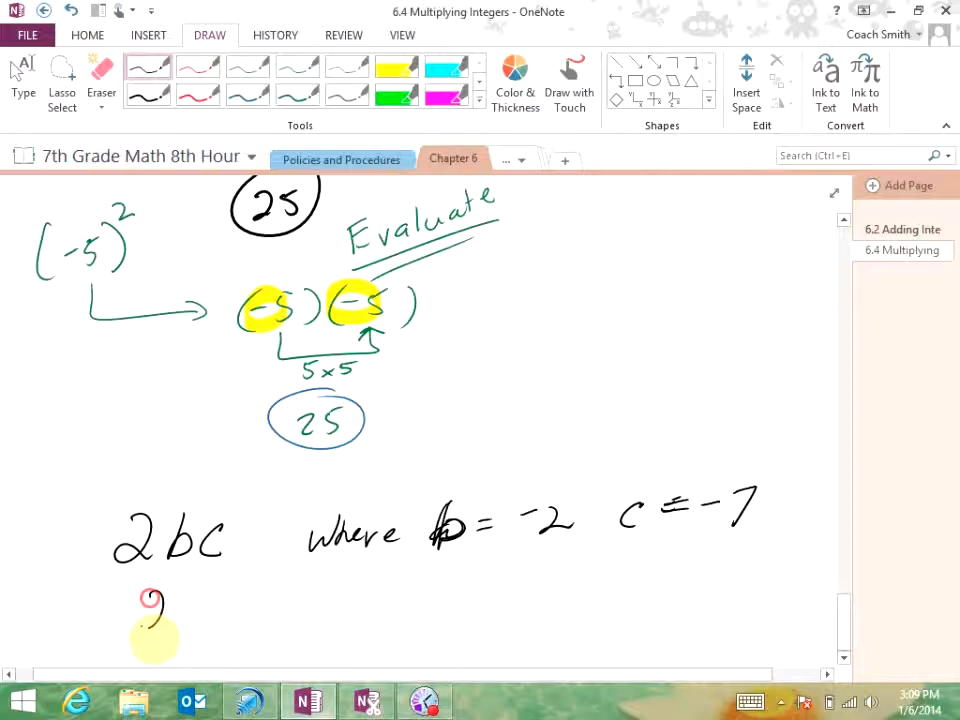 6.4 Multiplying Integers - OneNote
FILE HOME INSERT DRAW HISTORY REVIEW VIEW Coach Smith
Type Lasso Select Eraser Color & Thickness Draw with Touch Insert Space Ink to Text Ink to Math
Tools Shapes Edit Convert
7th Grade Math 8th Hour Policies and Procedures Chapter 6 ... + Search (Ctrl+E)
Add Page
6.2 Adding Inte
6.4 Multiplying
25
(-5)² Evaluate
(-5)(-5)
5 x 5
25
2bc where b = -2 c = -7
2
3:09 PM
1/6/2014